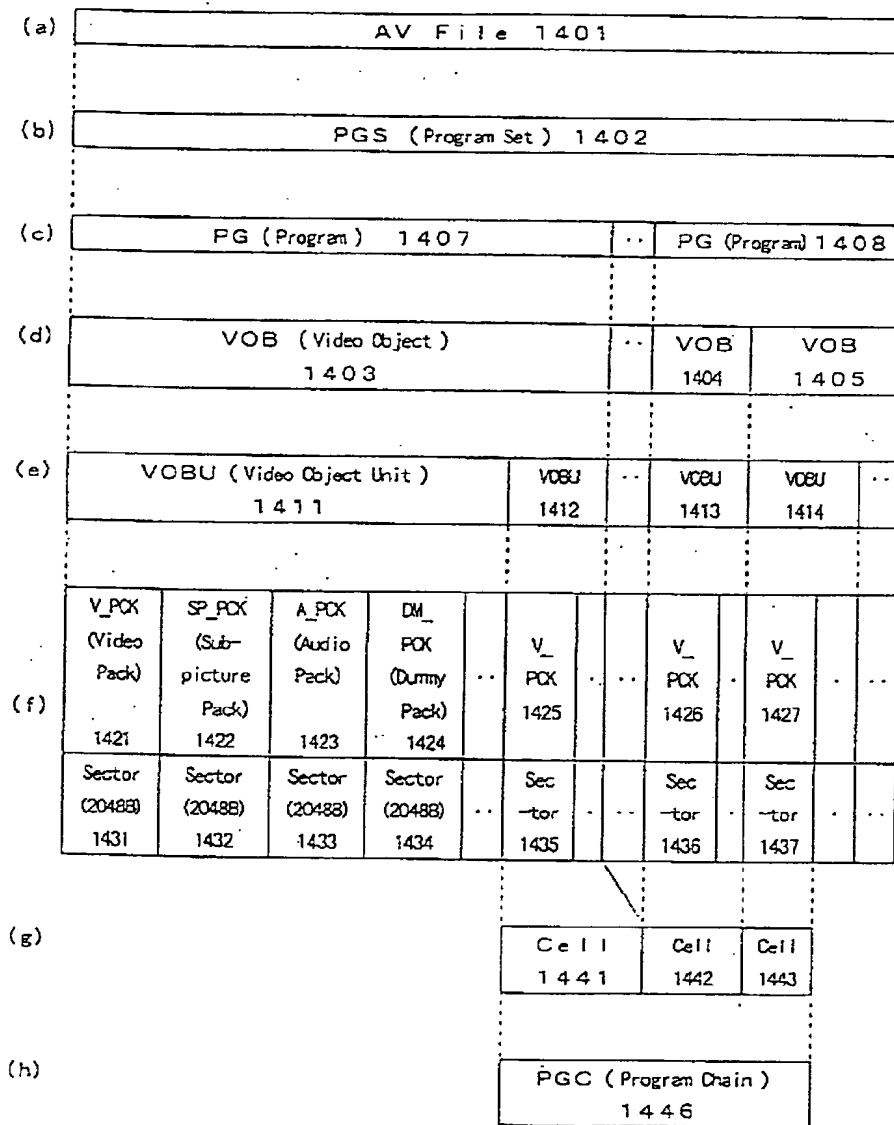 (a) AV File 1401
(b) PGS (Program Set) 1402
(c) PG (Program) 1407 ·· PG (Program) 1408
(d) VOB (Video Object) ·· VOB VOB
1403 1404 1405
(e) VOBU (Video Object Unit) VOBU ·· VOBU VOBU ··
1411 1412 1413 1414
(f)
V_PCK
(Video
Pack)
1421
SP_PCK
(Sub-
picture
Pack)
1422
A_PCK
(Audio
Pack)
1423
DM_
PCK
(Dummy
Pack)
1424
··
V_
PCK
1425
· ··
V_
PCK
1426
·
V_
PCK
1427
· ··
Sector
(2048B)
1431
Sector
(2048B)
1432
Sector
(2048B)
1433
Sector
(2048B)
1434
··
Sec
-tor
1435
· ··
Sec
-tor
1436
·
Sec
-tor
1437
· ··
(g) Cell Cell Cell
1441 1442 1443
(h) PGC (Program Chain)
1446